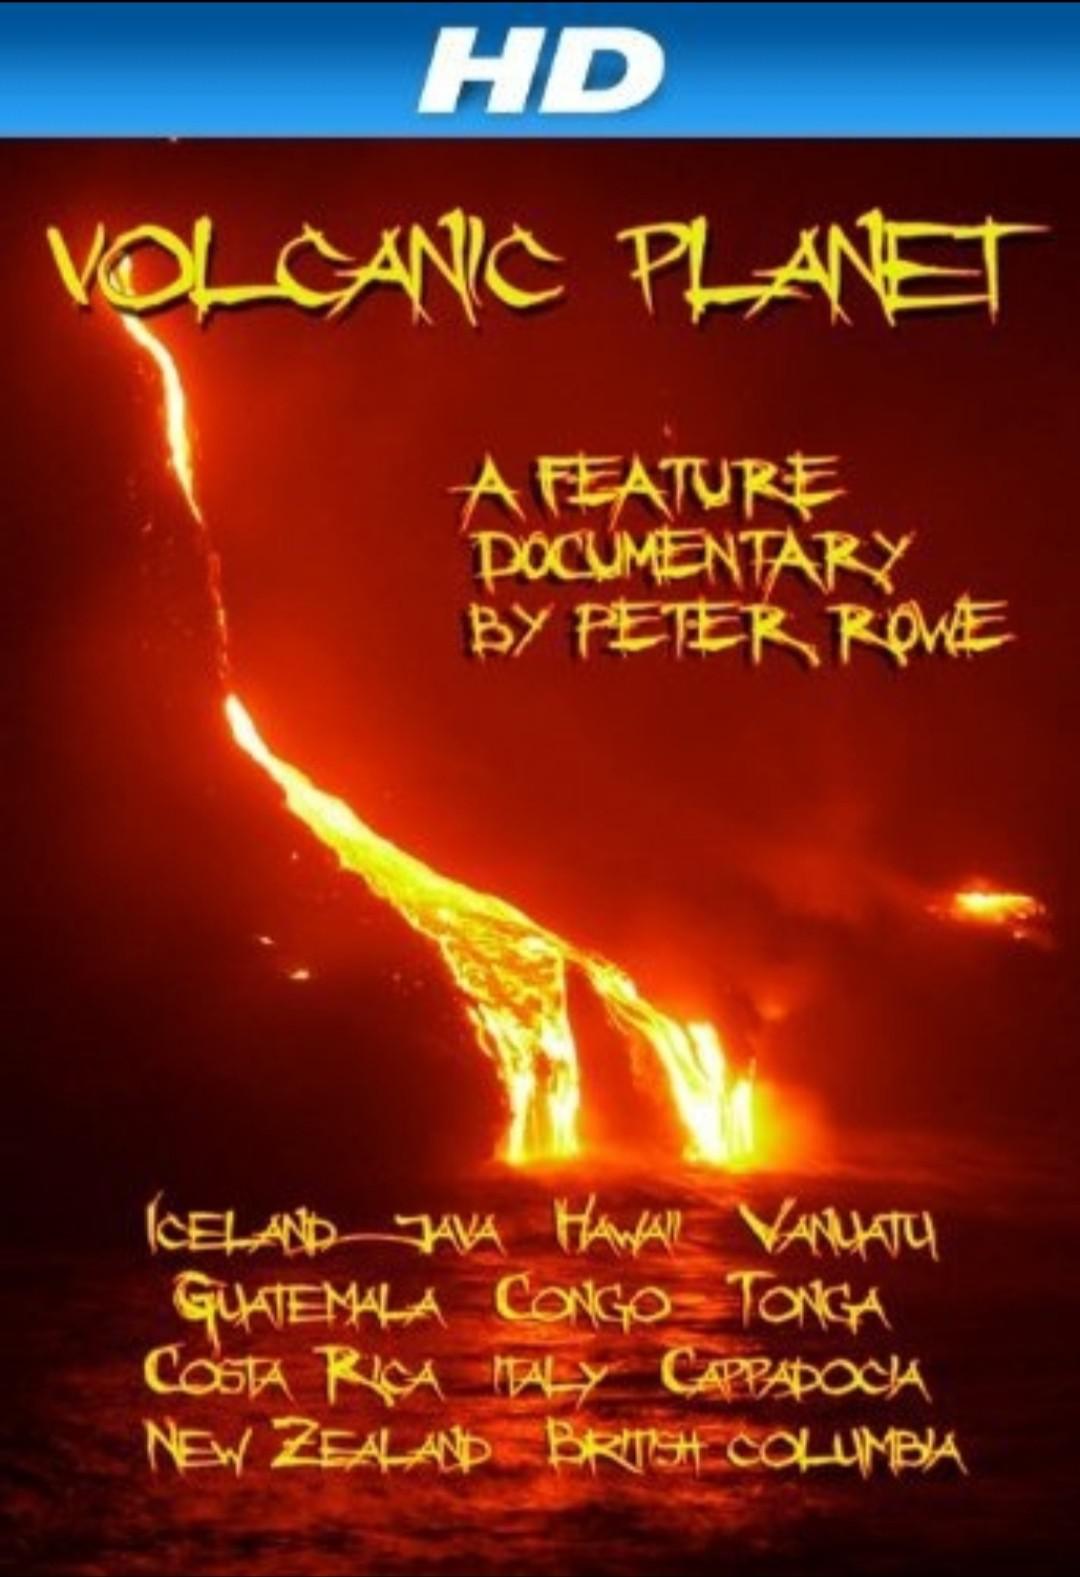 HD
VOLCANIC PLANET
A FEATURE
DOCUMENTARY
BY PETER ROWE
ICELAND JAVA HAWAII VANUATU
GUATEMALA CONGO TONGA
COSTA RICA ITALY CAPPADOCIA
NEW ZEALAND BRITISH COLUMBIA